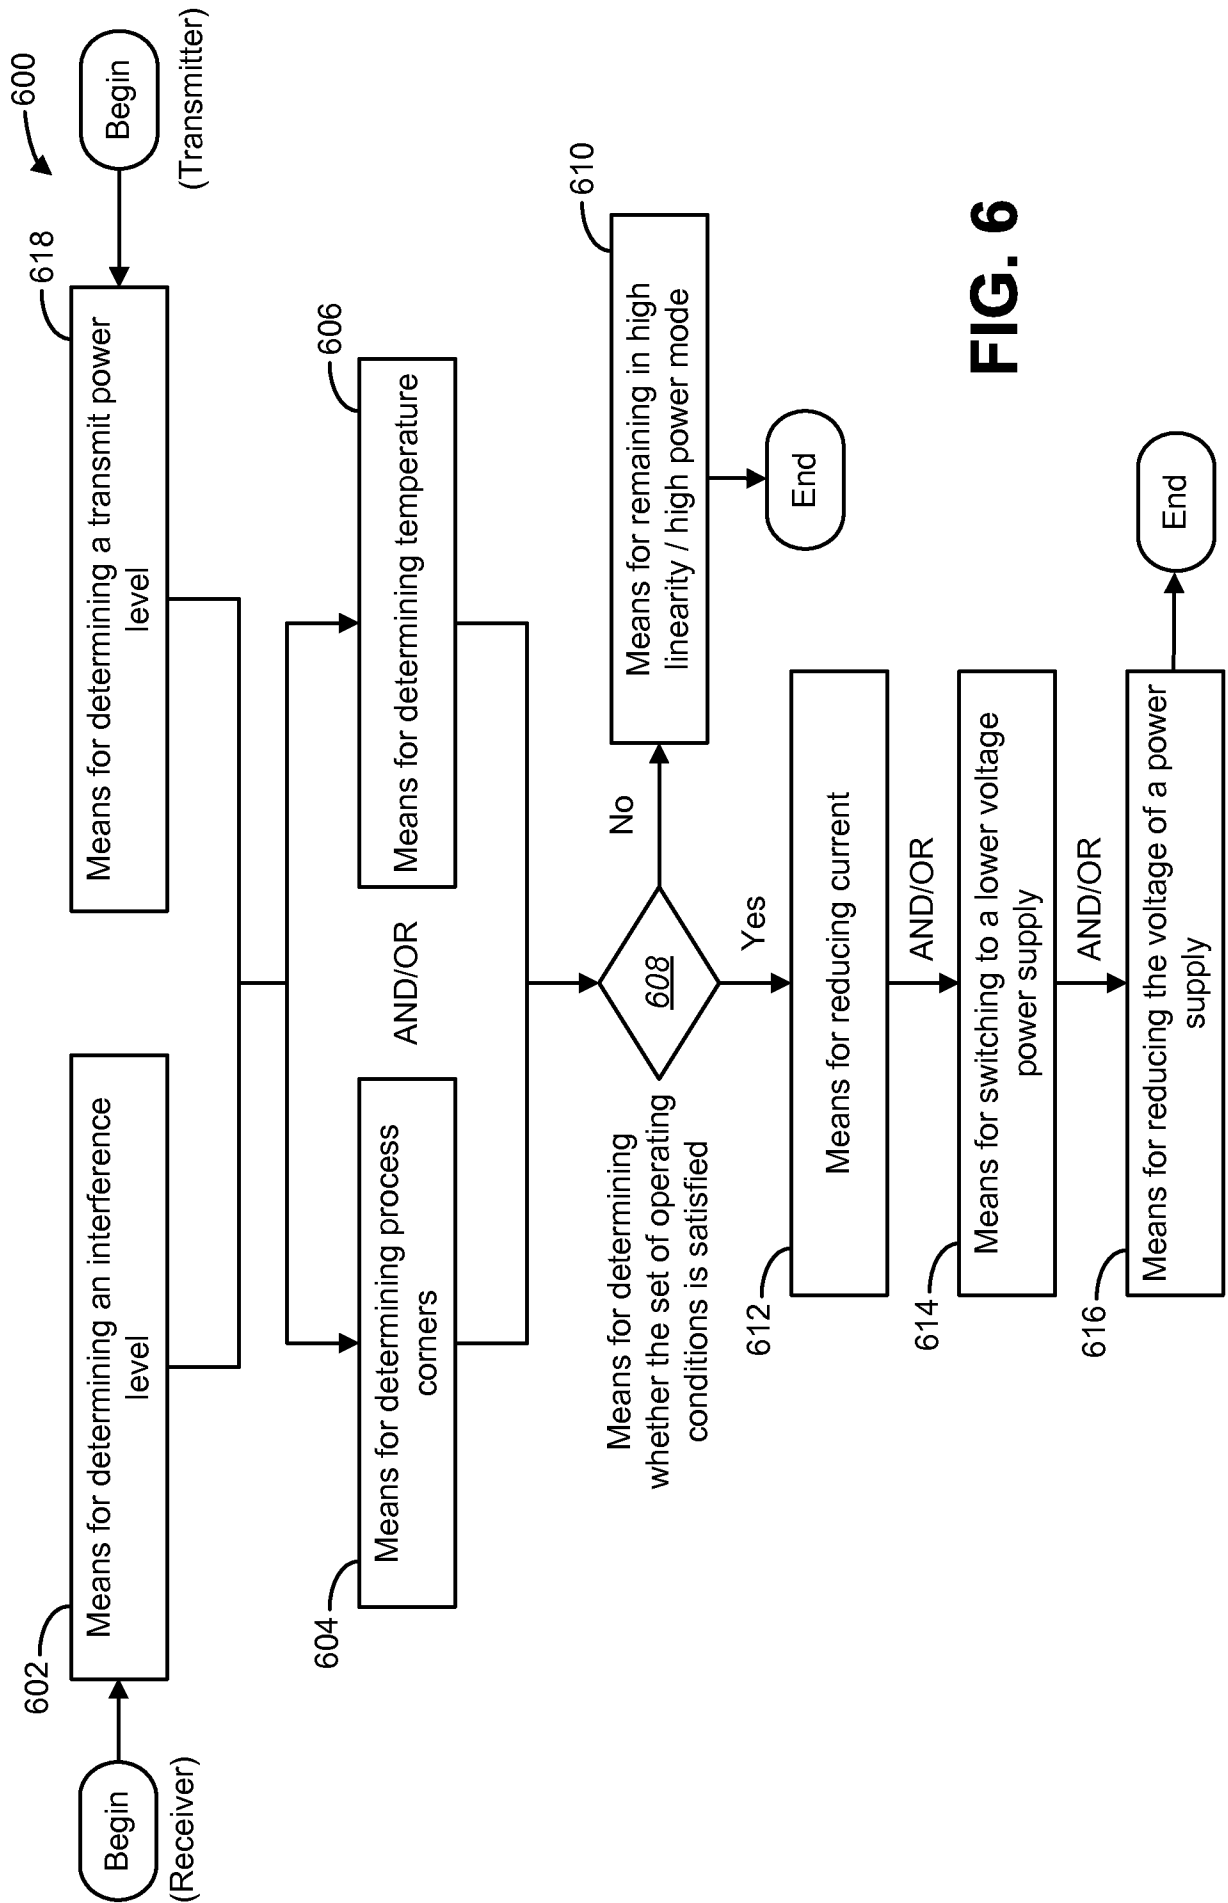 600
Begin
(Receiver)
602
Means for determining an interference
level
618
Means for determining a transmit power
level
Begin
(Transmitter)
604
Means for determining process
corners
AND/OR
606
Means for determining temperature
Means for determining
whether the set of operating
conditions is satisfied
608
No
610
Means for remaining in high
linearity / high power mode
End
Yes
612
Means for reducing current
AND/OR
614
Means for switching to a lower voltage
power supply
AND/OR
616
Means for reducing the voltage of a power
supply
End
FIG. 6